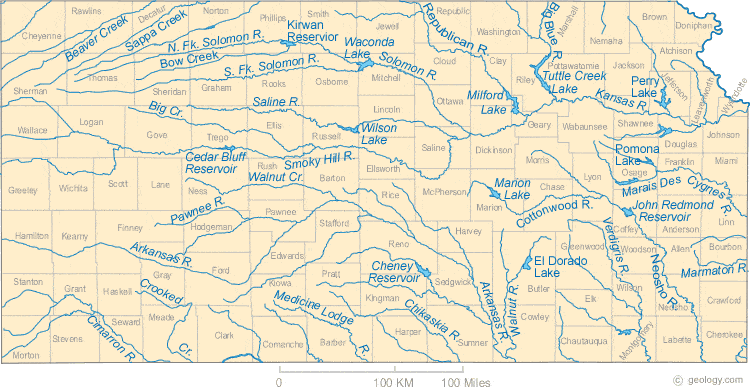 Rawlins
Decatur
Norton
Phillips
Smith
Jewell
Republic
Washington
Marshall
Nemaha
Brown
Doniphan
Cheyenne
Beaver Creek
Sappa Creek
Kirwan
Reservior
Republican R.
Big Blue R.
Atchison
N. Fk. Solomon R.
Bow Creek
S. Fk. Solomon R.
Waconda
Lake
Solomon R.
Cloud
Clay
Riley
Pottawatomie
Jackson
Jefferson
Leavenworth
Wyandotte
Sherman
Thomas
Sheridan
Graham
Rooks
Osborne
Mitchell
Tuttle Creek
Lake
Perry
Lake
Big Cr.
Saline R.
Lincoln
Ottawa
Milford
Lake
Kansas R.
Wallace
Logan
Gove
Trego
Ellis
Russell
Wilson
Lake
Saline
Dickinson
Geary
Wabaunsee
Shawnee
Douglas
Johnson
Cedar Bluff
Reservoir
Rush
Smoky Hill R.
Ellsworth
Morris
Pomona
Lake
Franklin
Miami
Greeley
Wichita
Scott
Lane
Ness
Walnut Cr.
Barton
Rice
McPherson
Marion
Lake
Marion
Chase
Lyon
Osage
Marais Des Cygnes R.
Pawnee R.
Pawnee
Cottonwood R.
John Redmond
Reservoir
Linn
Hamilton
Kearny
Finney
Hodgeman
Stafford
Reno
Harvey
Coffey
Anderson
Arkansas R.
Edwards
Greenwood
Woodson
Allen
Bourbon
Verdigris R.
Neosho R.
Marmaton R.
Stanton
Grant
Haskell
Gray
Ford
Kiowa
Pratt
Cheney
Reservoir
Sedgwick
El Dorado
Lake
Butler
Crooked
Cr.
Medicine Lodge
R.
Kingman
Chikaskia R.
Arkansas R.
Walnut R.
Elk
Wilson
Neosho
Crawford
Seward
Meade
Clark
Comanche
Barber
Harper
Sumner
Cowley
Chautauqua
Montgomery
Labette
Cherokee
Morton
Stevens
Cimarron R.
0
100 KM
100 Miles
© geology.com